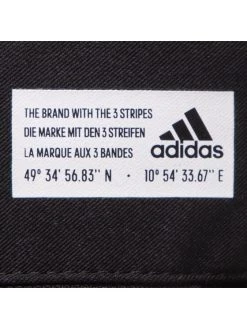 THE BRAND WITH THE 3 STRIPES
DIE MARKE MIT DEN 3 STREIFEN
LA MARQUE AUX 3 BANDES
adidas
49° 34' 56.83" N · 10° 54' 33.67" E